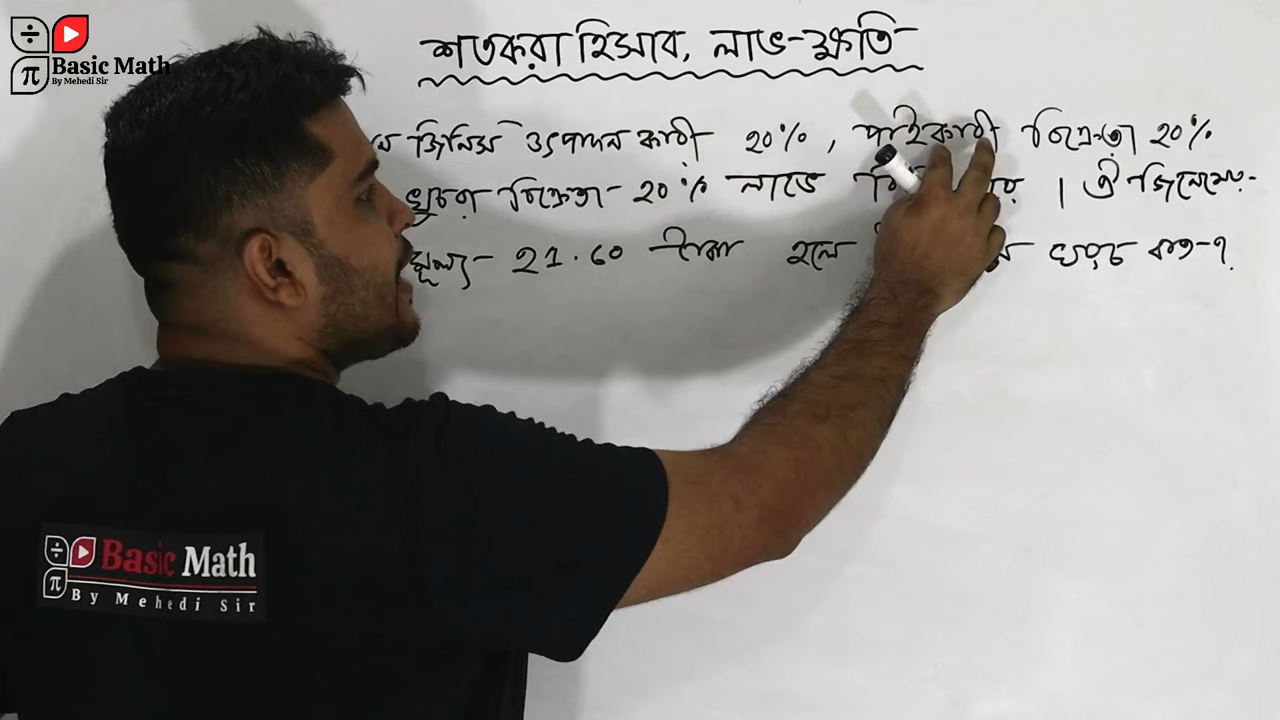 Basic Math
By Mehedi Sir
শতকরা হিসাব, লাভ-ক্ষতি
জিনিস উৎপাদনকারী ২০%, পাইকারী বিক্রেতা ২০%
খুচরা বিক্রেতা ২০% লাভে । ঐ জিনিসের
মূল্য ২১.৬০ টাকা হলে খরচ কত?
Basic Math
By Mehedi Sir